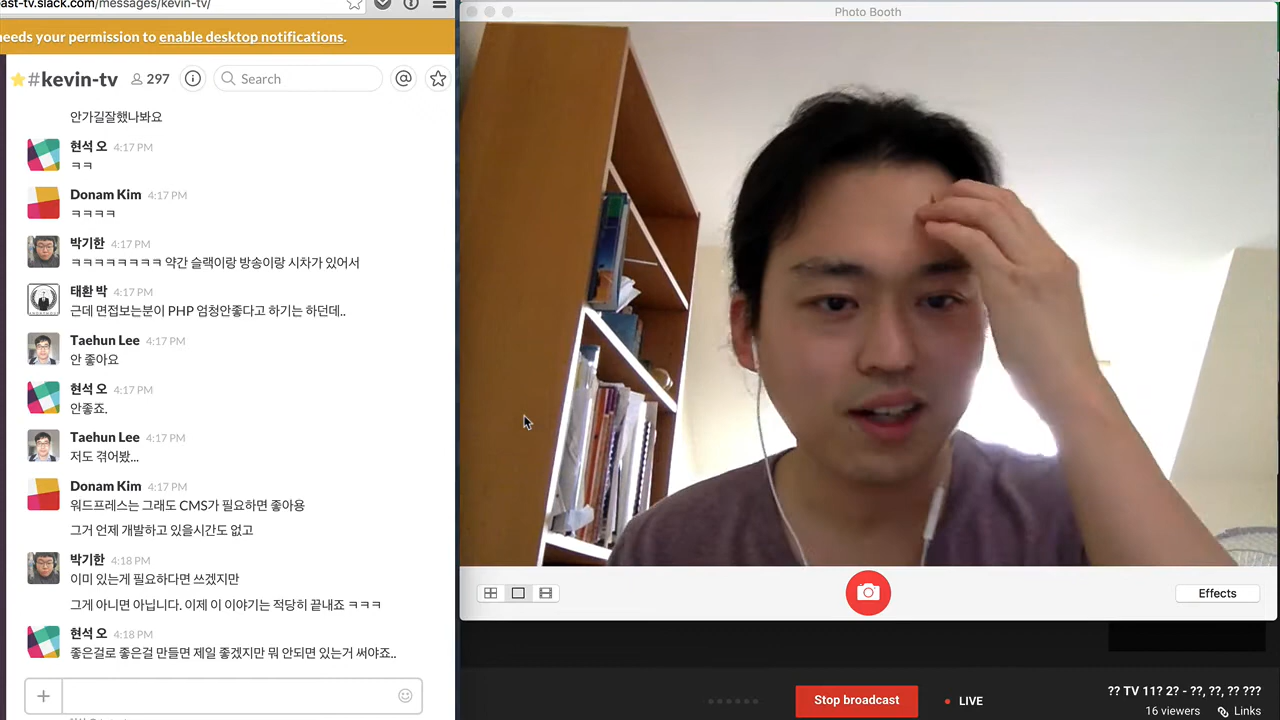 east-tv.slack.com/messages/kevin-tv/
needs your permission to enable desktop notifications.
#kevin-tv
297
Search
안가길잘했나봐요
현석 오 4:17 PM
ㅋㅋ
Donam Kim 4:17 PM
ㅋㅋㅋㅋ
박기한 4:17 PM
ㅋㅋㅋㅋㅋㅋㅋㅋ 약간 슬랙이랑 방송이랑 시차가 있어서
태환 박 4:17 PM
근데 면접보는분이 PHP 엄청안좋다고 하기는 하던데..
Taehun Lee 4:17 PM
안 좋아요
현석 오 4:17 PM
안좋죠.
Taehun Lee 4:17 PM
저도 겪어봤...
Donam Kim 4:17 PM
워드프레스는 그래도 CMS가 필요하면 좋아용
그거 언제 개발하고 있을시간도 없고
박기한 4:18 PM
이미 있는게 필요하다면 쓰겠지만
그게 아니면 아닙니다. 이제 이 이야기는 적당히 끝내죠 ㅋㅋㅋ
현석 오 4:18 PM
좋은걸로 좋은걸 만들면 제일 좋겠지만 뭐 안되면 있는거 써야죠..
Photo Booth
Effects
Stop broadcast
LIVE
?? TV 11? 2? - ??, ??, ?? ???
16 viewers
Links